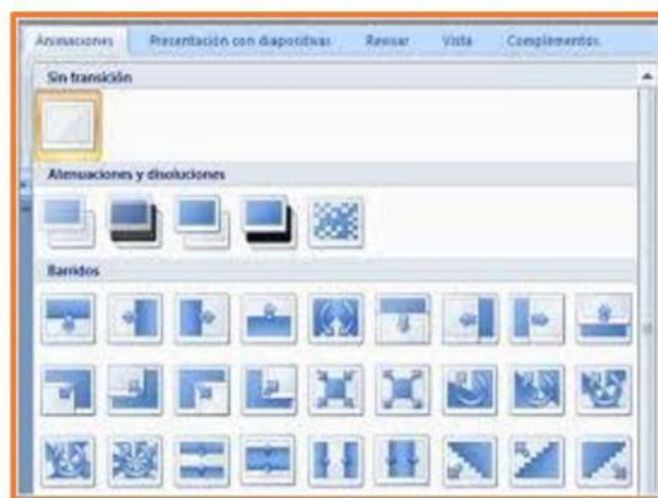 Animaciones Presentación con diapositivas Revisar Vista Complementos
Sin transición
Atenuaciones y disoluciones
Barridos